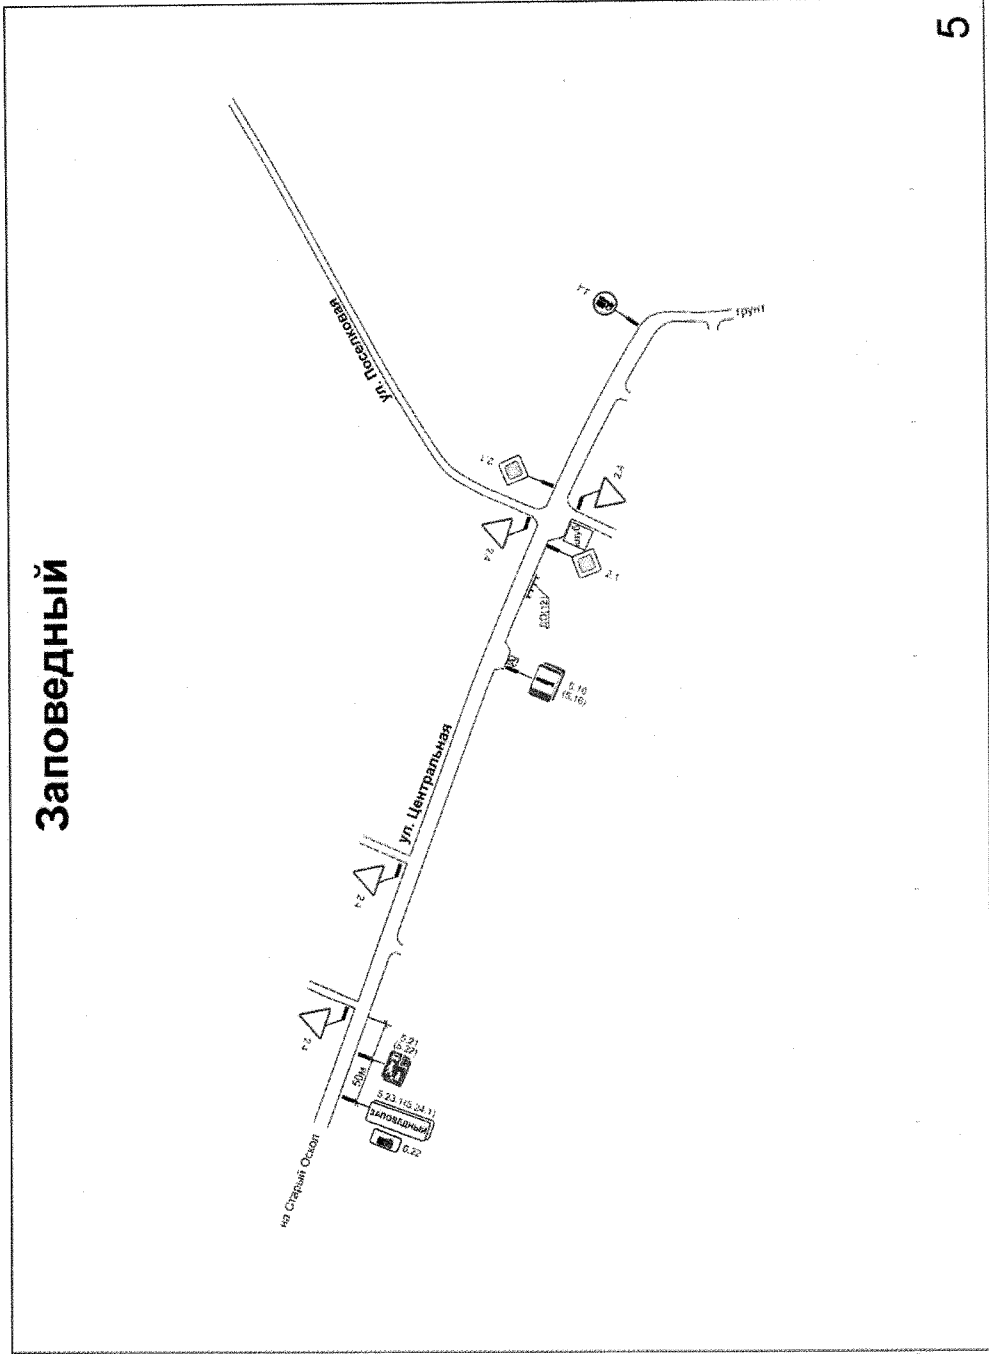 Заповедный
5
ул. Поселковая
грунт
2.1
2.4
2.4
2.1
5.16
(5.16)
ул. Центральная
2.4
2.4
50м
5.21
5.23.1(5.24.1)
ЗАПОВЕДНЫЙ
6.22
на Старый Оскол